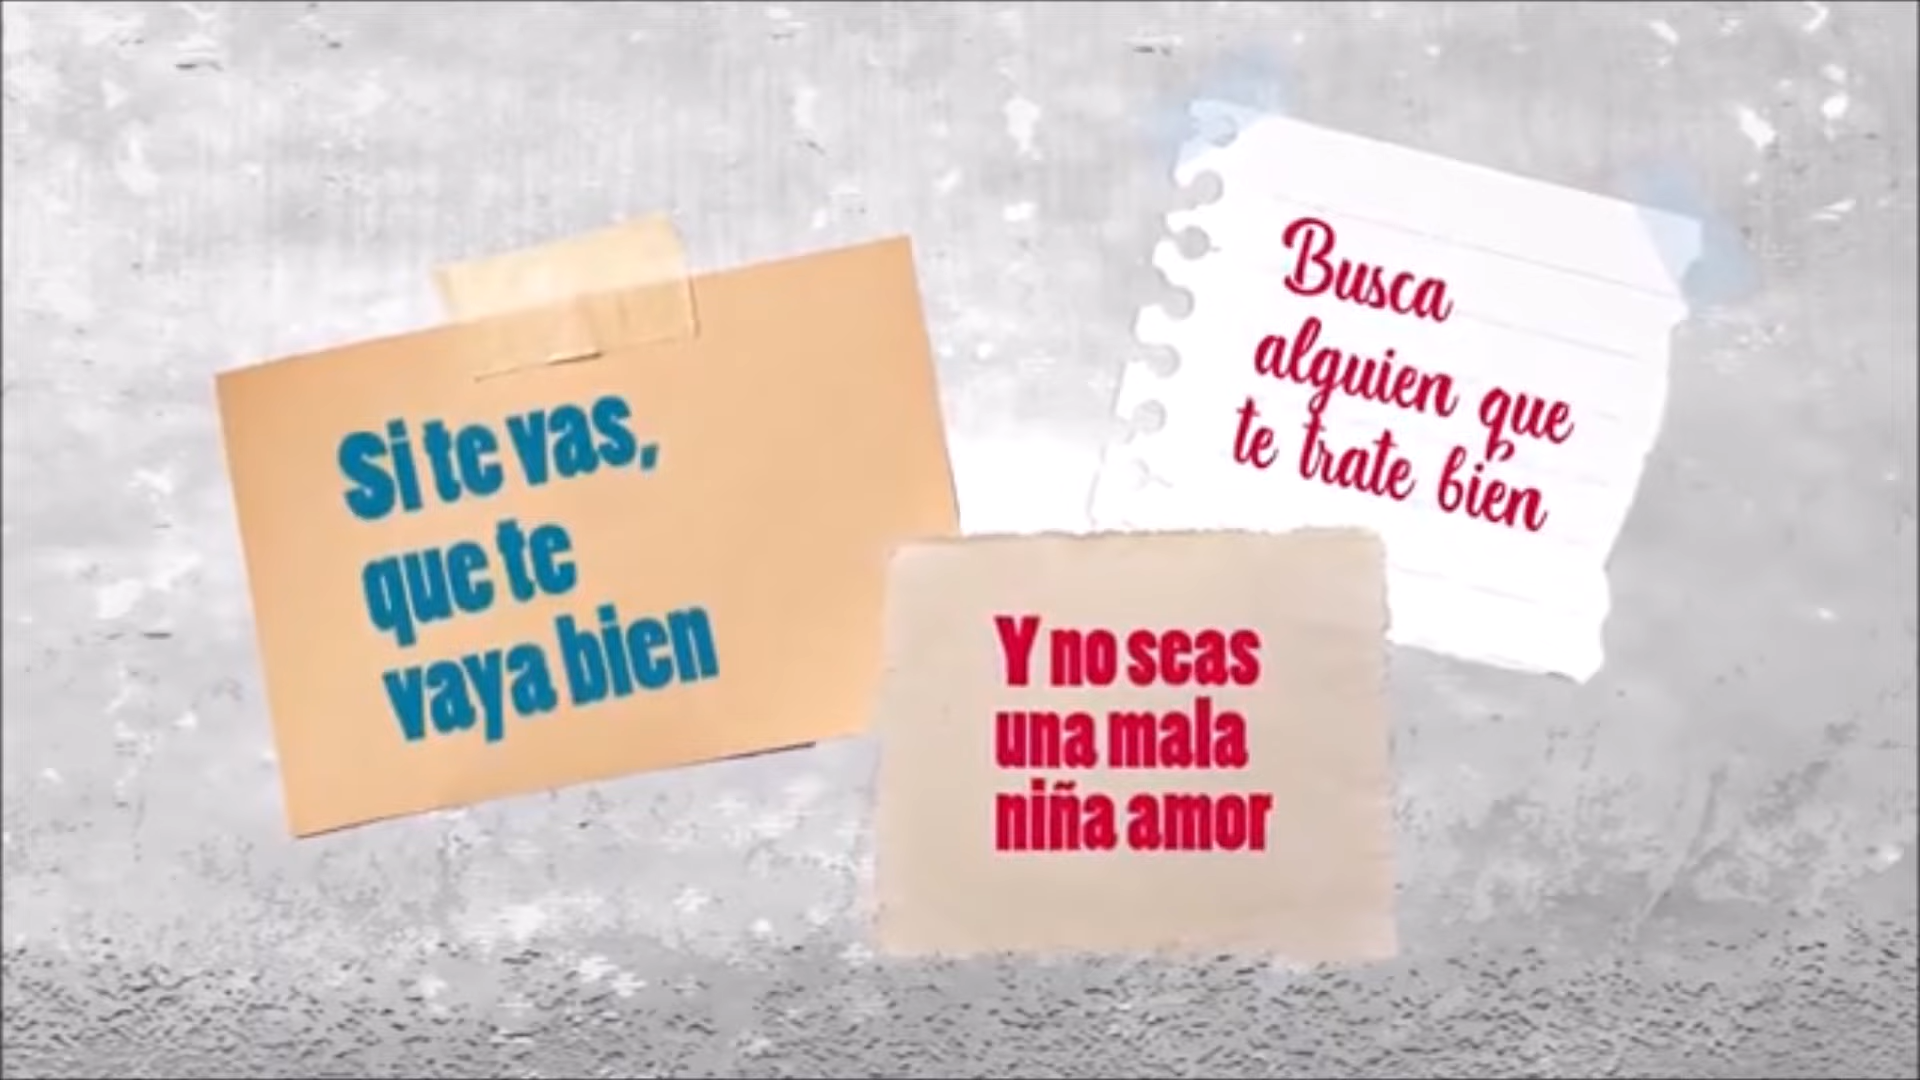 Si te vas,
que te
vaya bien
Busca
alguien que
te trate bien
Y no seas
una mala
niña amor